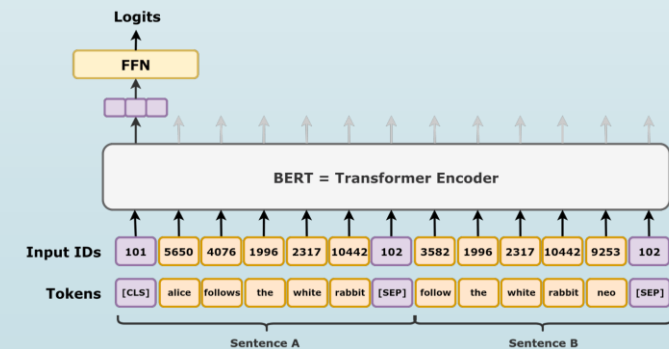 Logits
FFN
BERT = Transformer Encoder
Input IDs 101 5650 4076 1996 2317 10442 102 3582 1996 2317 10442 9253 102
Tokens [CLS] alice follows the white rabbit [SEP] follow the white rabbit neo [SEP]
Sentence A Sentence B